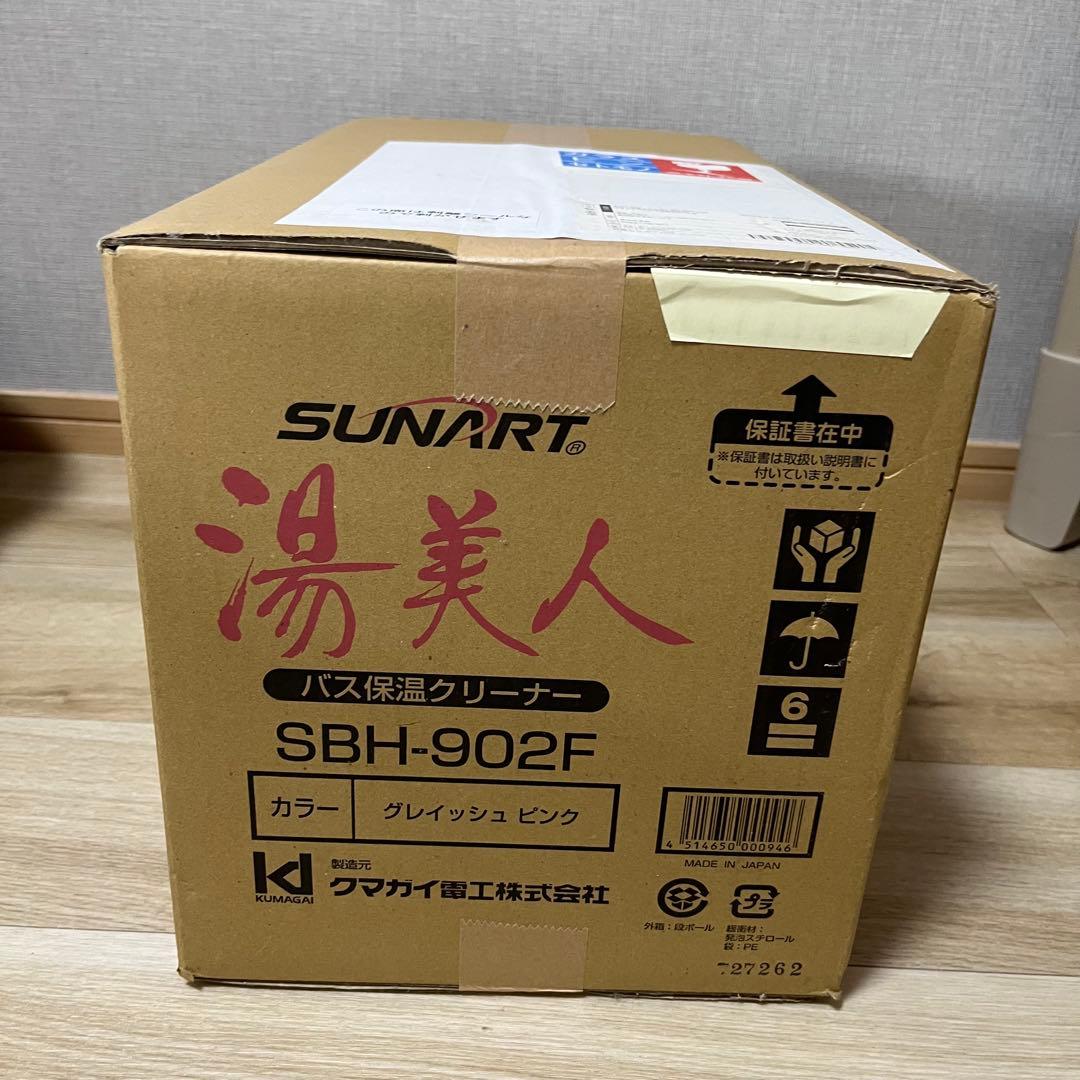 SUNART®
湯美人
バス保温クリーナー
SBH-902F
カラー
グレイッシュ ピンク
KUMAGAI
製造元
クマガイ電工株式会社
保証書在中
※保証書は取扱い説明書に
付いています。
6
4 514650 000946
MADE IN JAPAN
プラ
外箱：段ボール
緩衝材：
発泡スチロール
袋：PE
727262